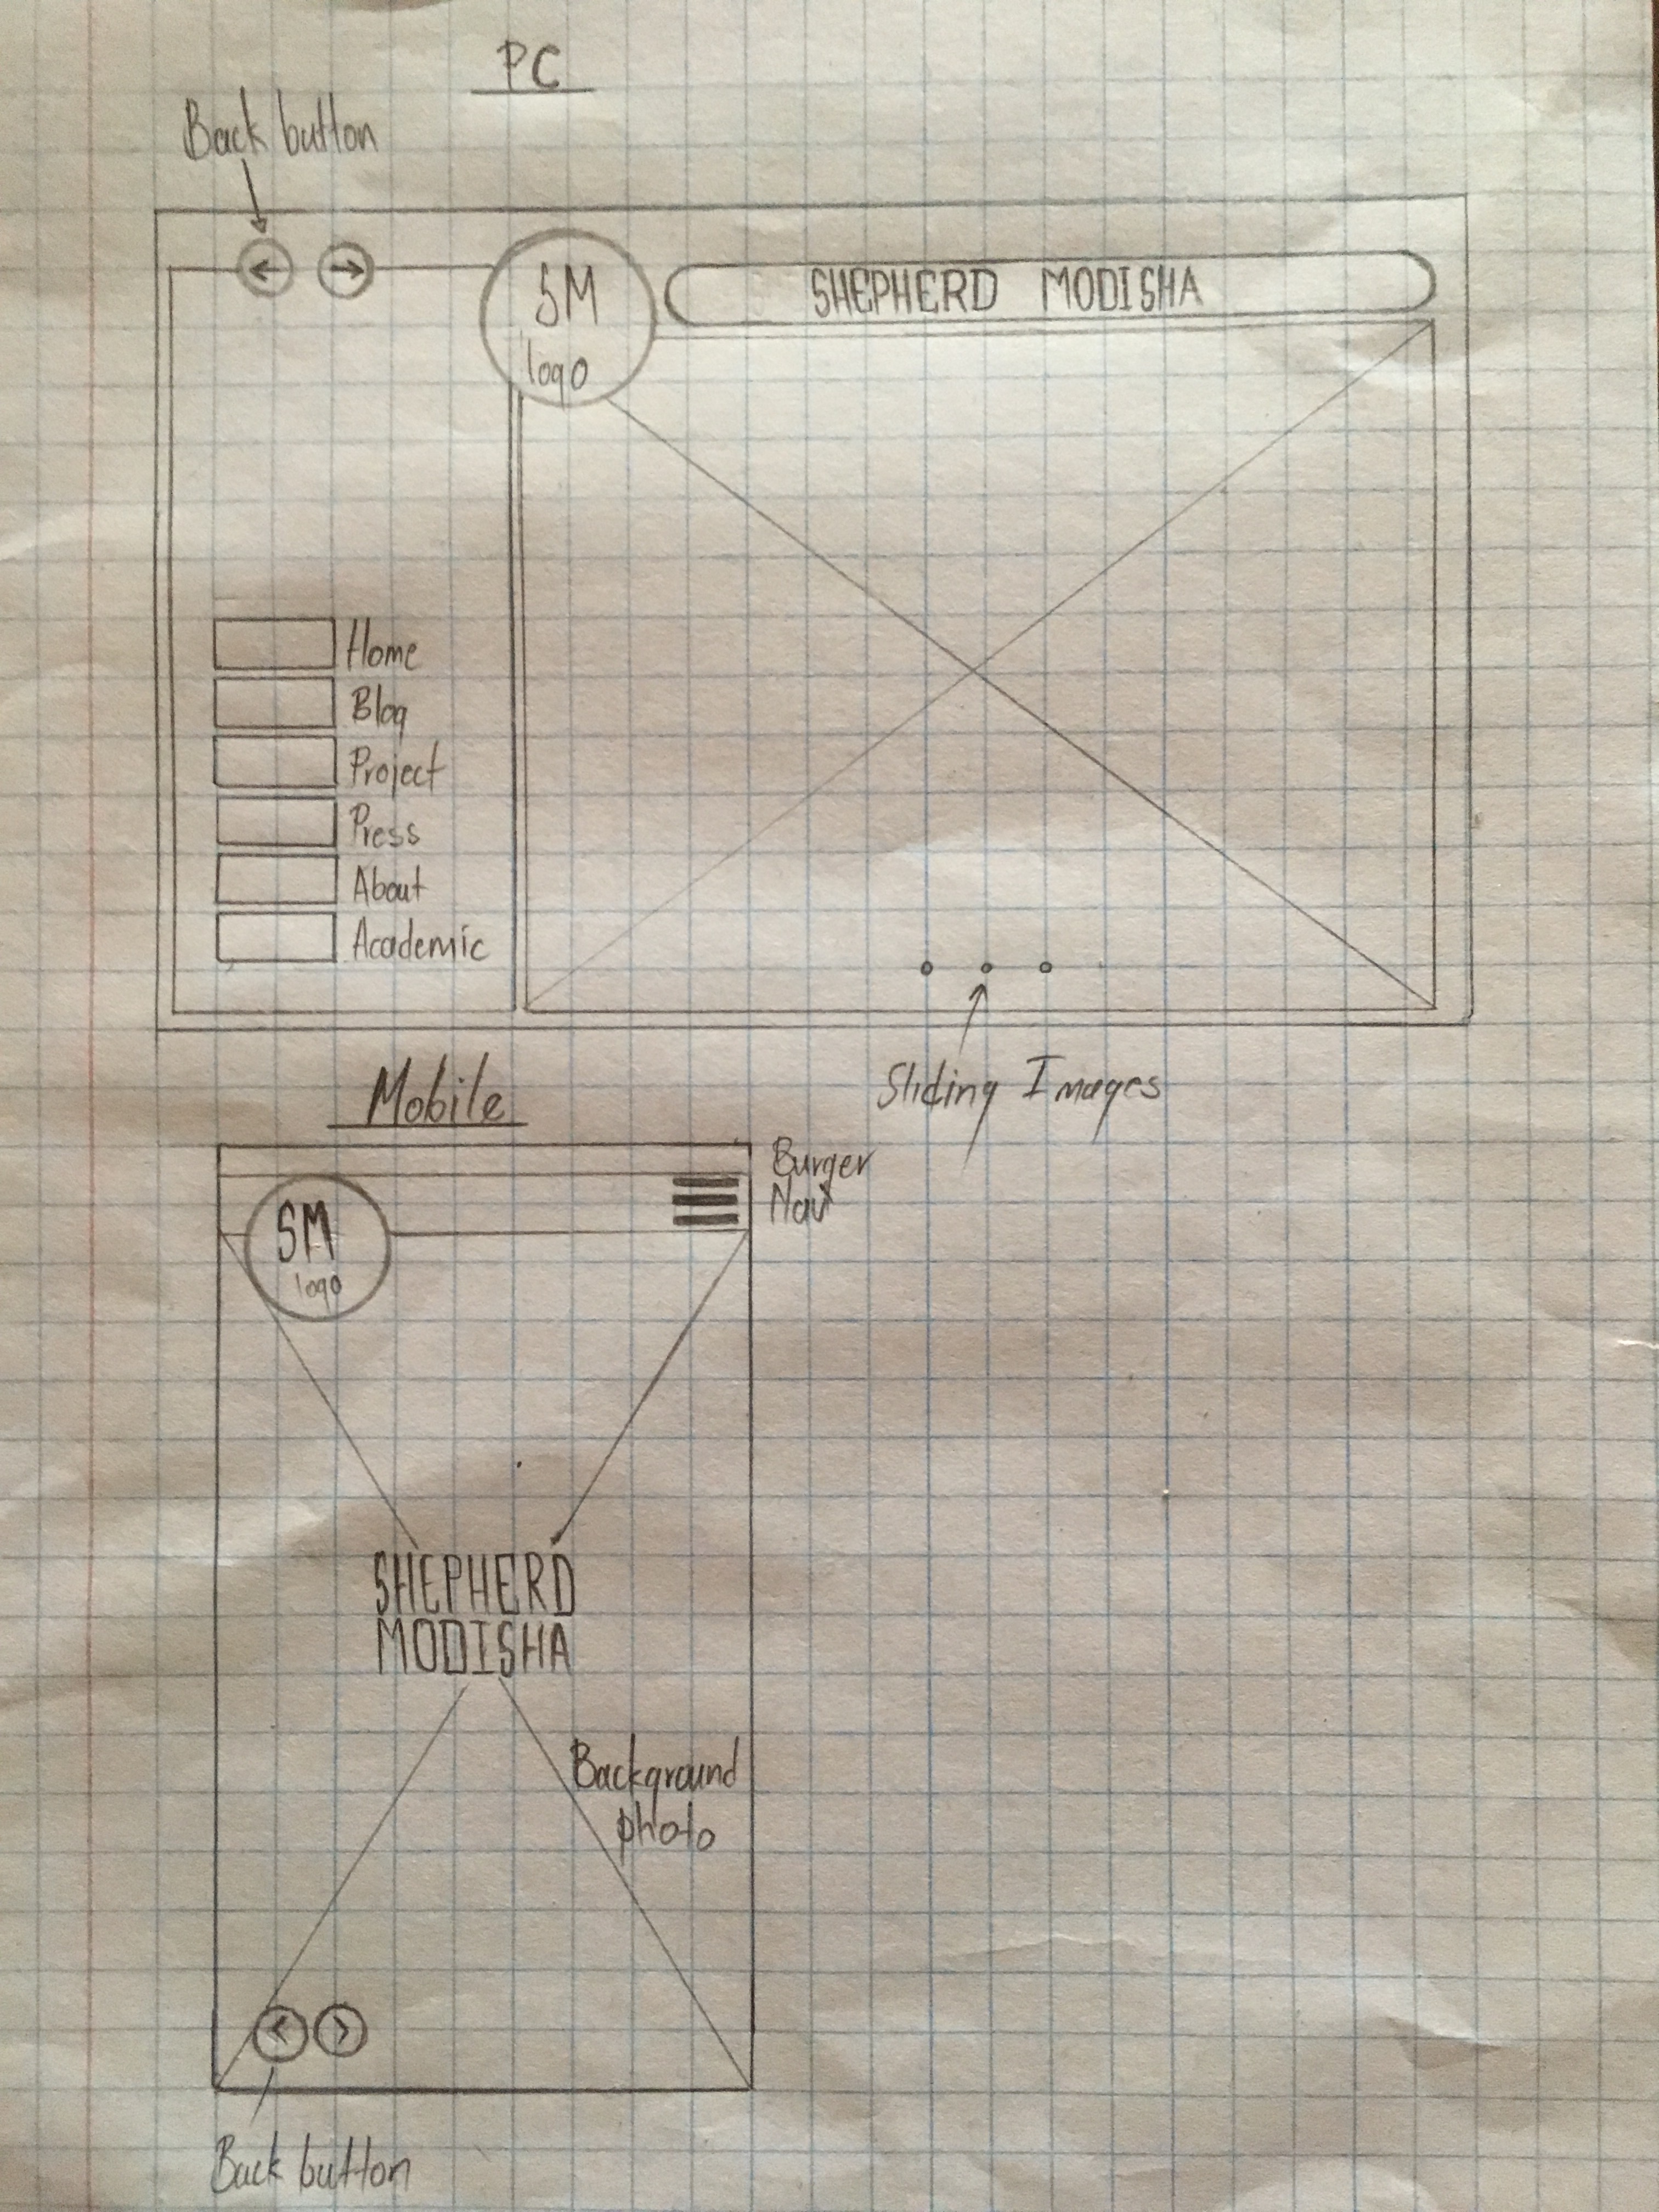 PC
Back button
SM
logo
SHEPHERD MODISHA
Home
Blog
Project
Press
About
Academic
Sliding Images
Mobile
Burger
Nav
SM
logo
SHEPHERD
MODISHA
Background
photo
Back button